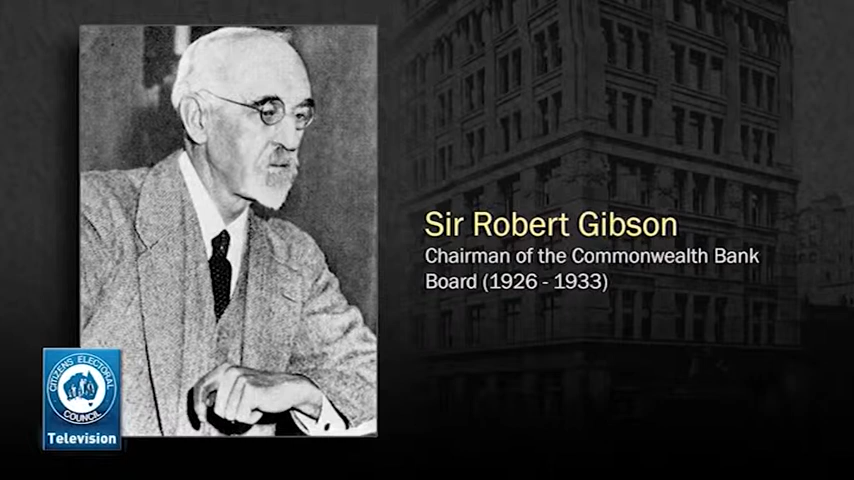 Sir Robert Gibson
Chairman of the Commonwealth Bank
Board (1926 - 1933)
CITIZENS ELECTORAL
COUNCIL
Television